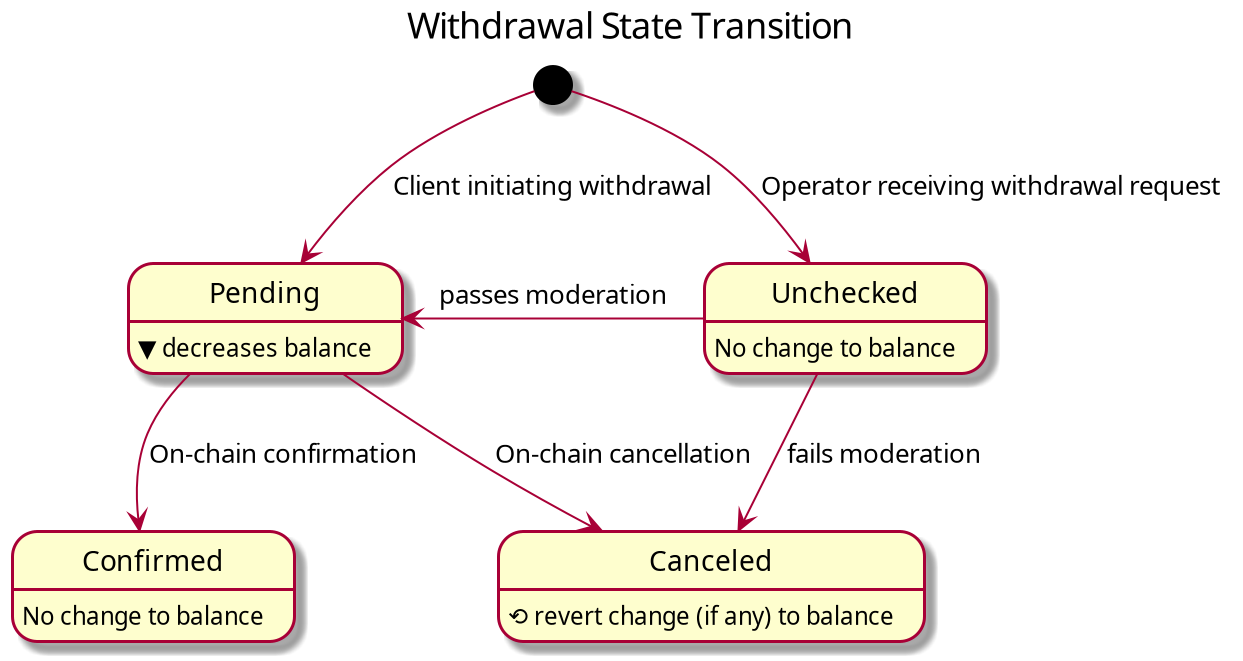 Withdrawal State Transition
Client initiating withdrawal
Operator receiving withdrawal request
Pending
▼ decreases balance
passes moderation
Unchecked
No change to balance
On-chain confirmation
On-chain cancellation
fails moderation
Confirmed
No change to balance
Canceled
⟲ revert change (if any) to balance